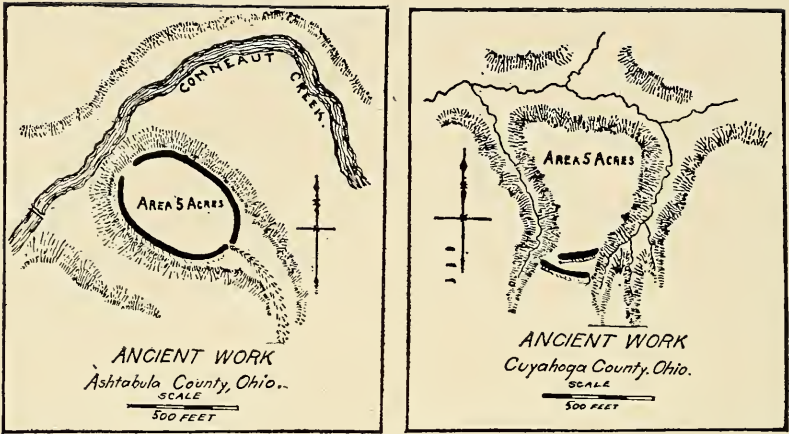 CONNEAUT CREEK
AREA 5 ACRES
ANCIENT WORK
Ashtabula County, Ohio.
SCALE
500 FEET
AREA 5 ACRES
ANCIENT WORK
Cuyahoga County. Ohio.
SCALE
500 FEET